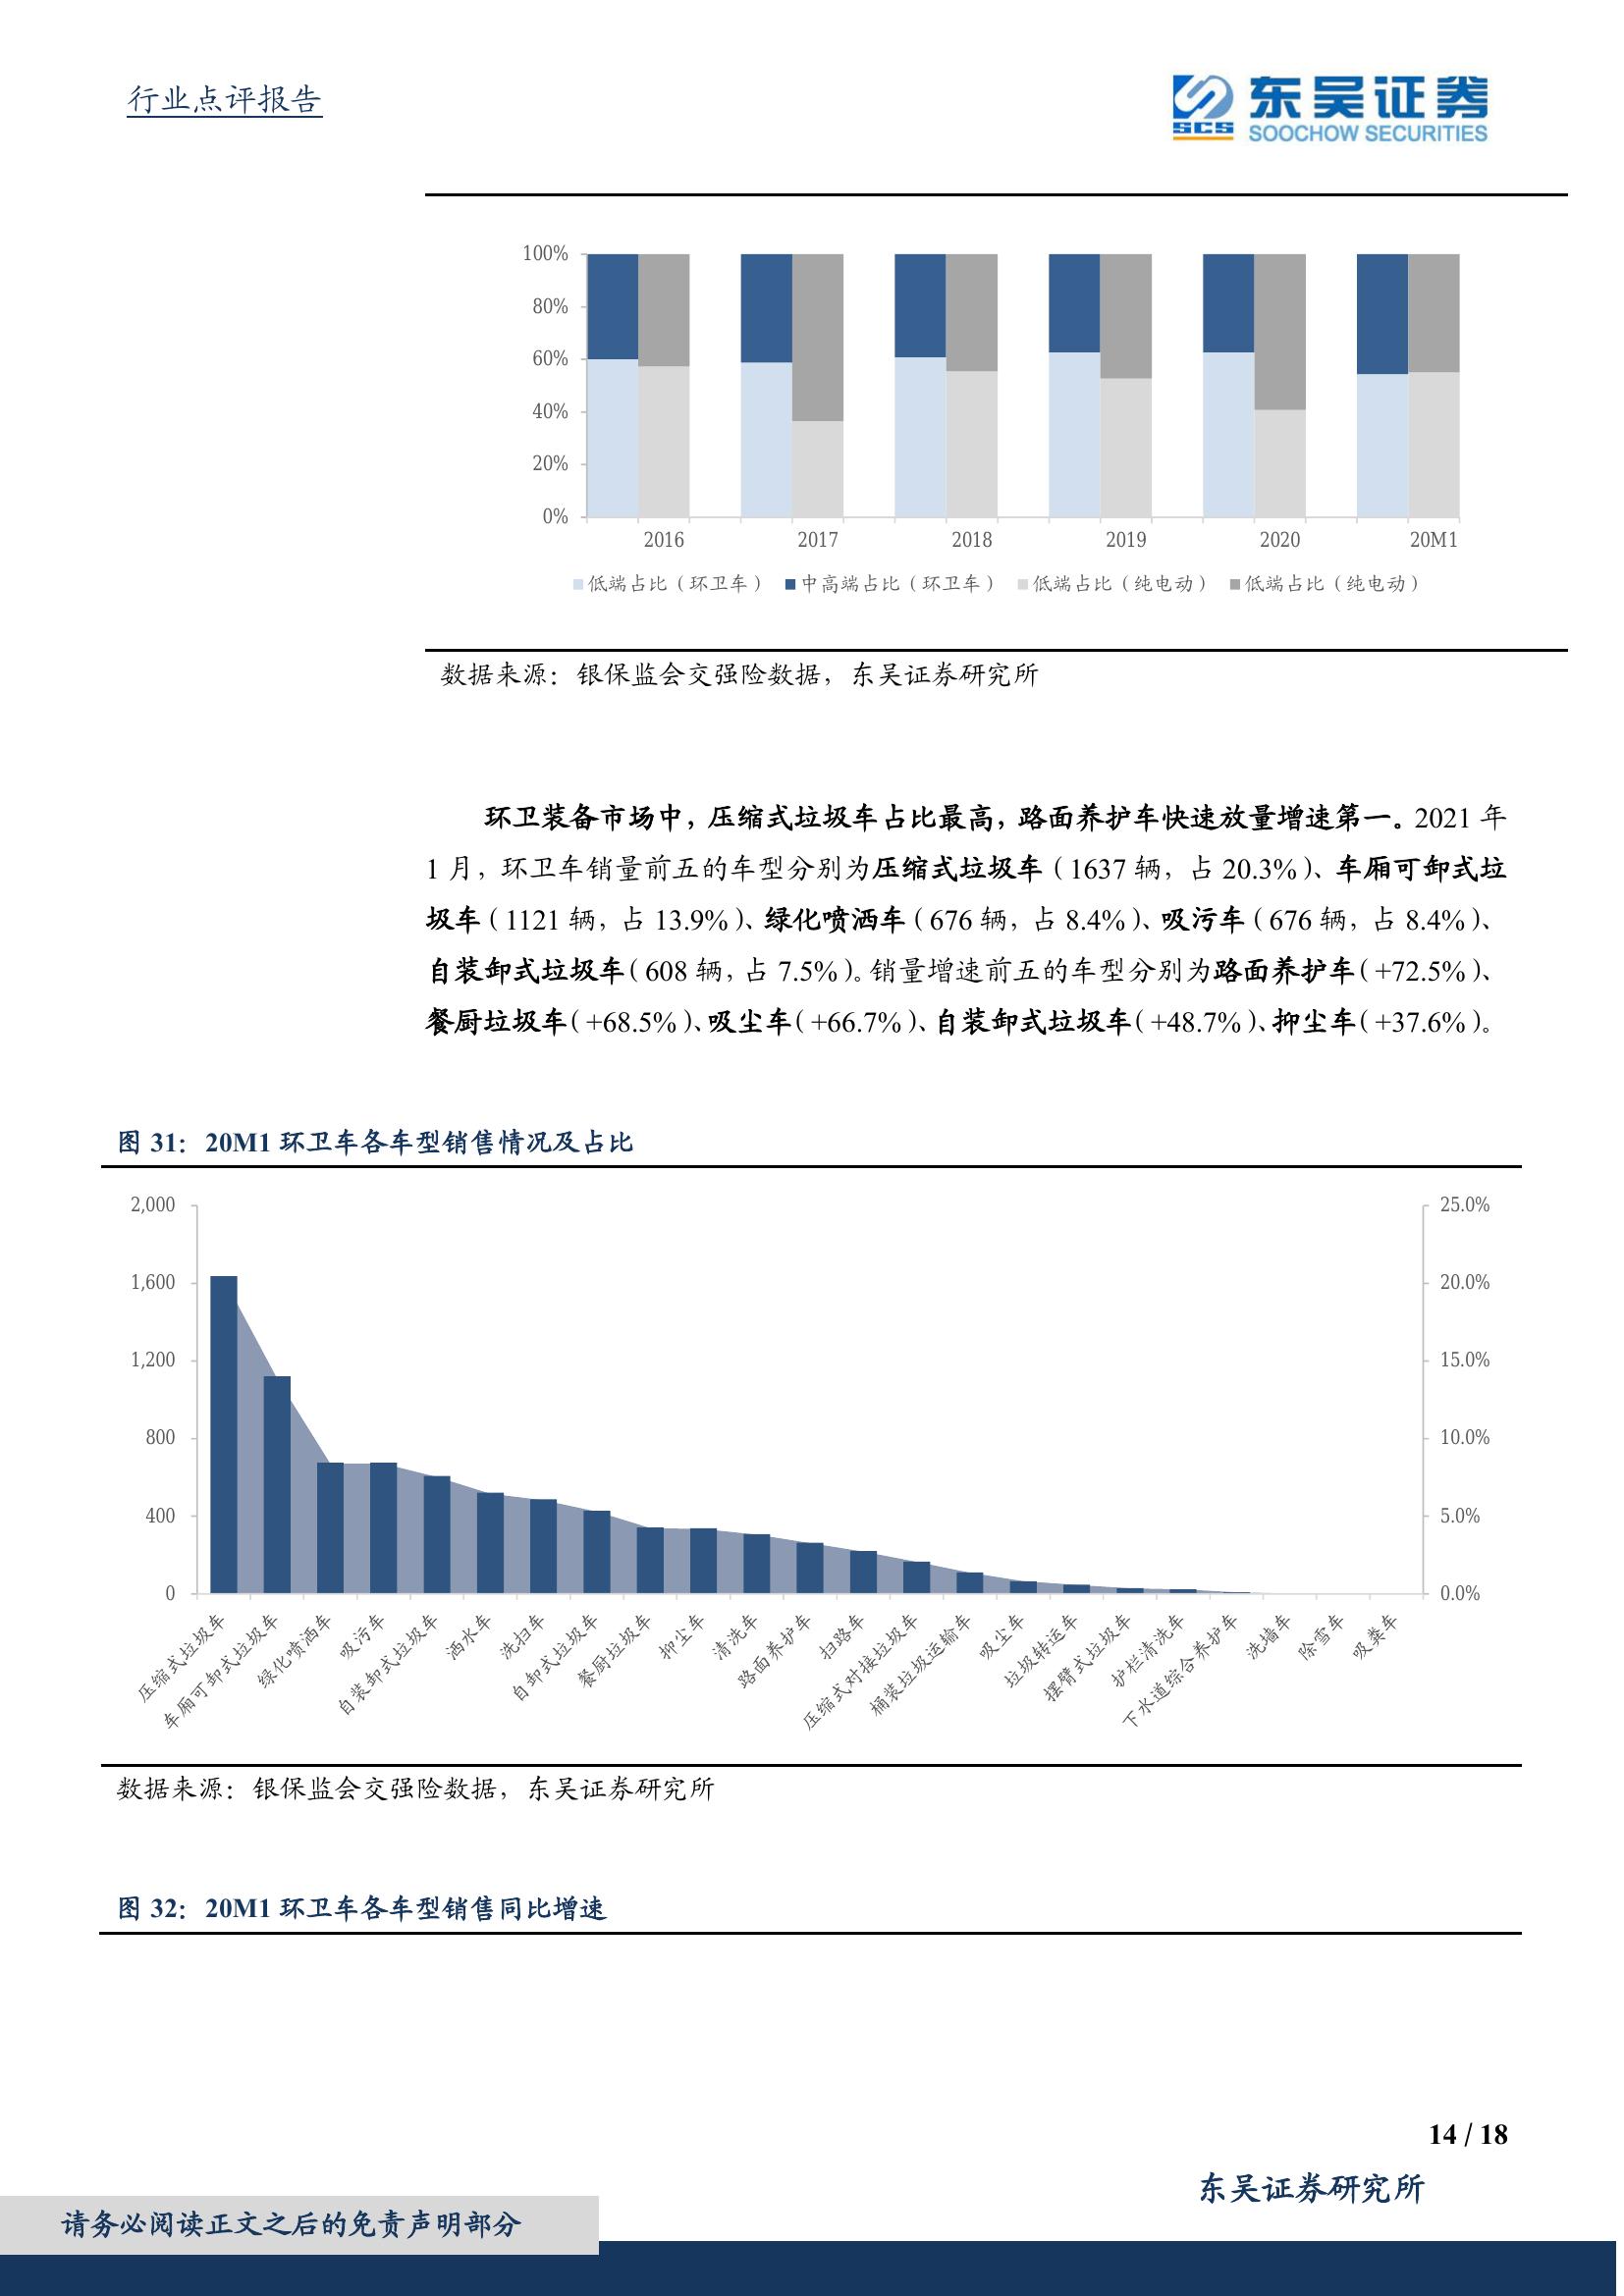 行业点评报告
SCS
东吴证券
SOOCHOW SECURITIES
100%
80%
60%
40%
20%
0%
2016 2017 2018 2019 2020 20M1
低端占比（环卫车） 中高端占比（环卫车） 低端占比（纯电动） 低端占比（纯电动）
数据来源：银保监会交强险数据，东吴证券研究所
环卫装备市场中，压缩式垃圾车占比最高，路面养护车快速放量增速第一。2021 年
1 月，环卫车销量前五的车型分别为压缩式垃圾车（1637 辆，占 20.3%）、车厢可卸式垃
圾车（1121 辆，占 13.9%）、绿化喷洒车（676 辆，占 8.4%）、吸污车（676 辆，占 8.4%）、
自装卸式垃圾车（608 辆，占 7.5%）。销量增速前五的车型分别为路面养护车（+72.5%）、
餐厨垃圾车（+68.5%）、吸尘车（+66.7%）、自装卸式垃圾车（+48.7%）、抑尘车（+37.6%）。
图 31：20M1 环卫车各车型销售情况及占比
2,000
1,600
1,200
800
400
0
25.0%
20.0%
15.0%
10.0%
5.0%
0.0%
压缩式垃圾车
车厢可卸式垃圾车
绿化喷洒车
吸污车
自装卸式垃圾车
洒水车
洗扫车
自卸式垃圾车
餐厨垃圾车
抑尘车
清洗车
路面养护车
扫路车
压缩式对接垃圾车
桶装垃圾运输车
吸尘车
垃圾转运车
摆臂式垃圾车
护栏清洗车
下水道综合养护车
洗墙车
除雪车
吸粪车
数据来源：银保监会交强险数据，东吴证券研究所
图 32：20M1 环卫车各车型销售同比增速
14 / 18
东吴证券研究所
请务必阅读正文之后的免责声明部分